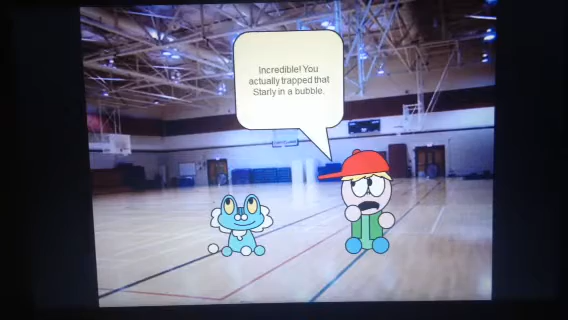 Incredible! You
actually trapped that
Starly in a bubble.